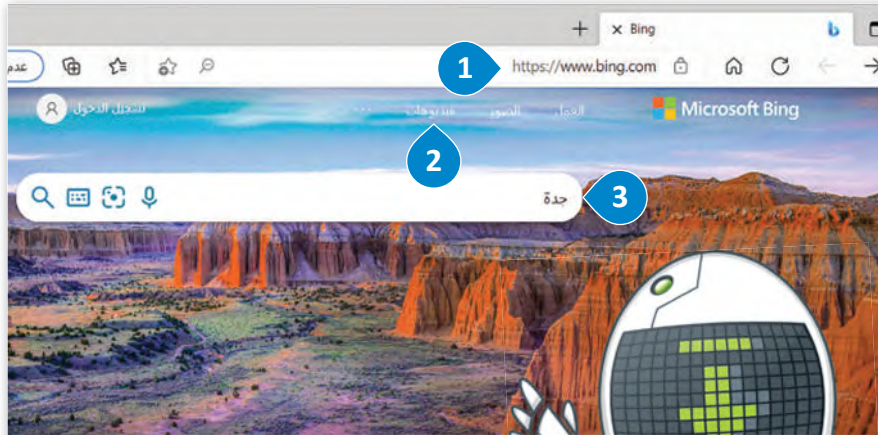 Bing
1
https://www.bing.com
عدم
Microsoft Bing
العمل الصور فيديوهات ...
تسجيل الدخول
2
جدة
3